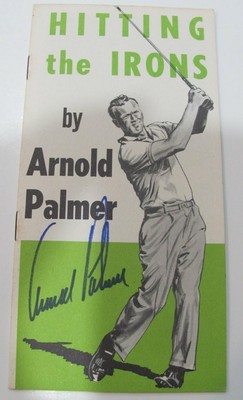 HITTING
the IRONS
by
Arnold
Palmer
Arnold Palmer